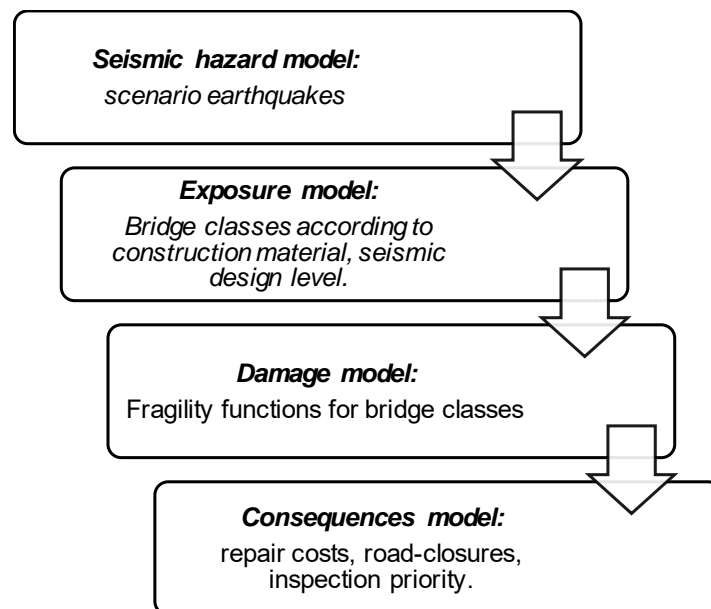 Seismic hazard model:
scenario earthquakes
Exposure model:
Bridge classes according to
construction material, seismic
design level.
Damage model:
Fragility functions for bridge classes
Consequences model:
repair costs, road-closures,
inspection priority.